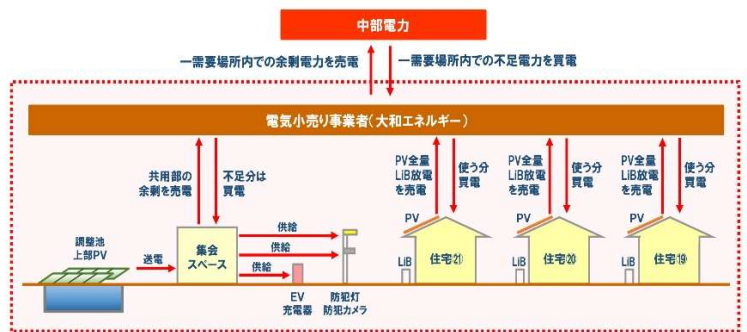 中部電力
一需要場所内での余剰電力を売電
一需要場所内での不足電力を買電
電気小売り事業者(大和エネルギー)
共用部の
余剰を売電
不足分は
買電
PV全量
LiB放電
を売電
使う分
買電
PV全量
LiB放電
を売電
使う分
買電
PV全量
LiB放電
を売電
使う分
買電
調整池
上部PV
送電
集会
スペース
供給
供給
供給
EV
充電器
防犯灯
防犯カメラ
PV
LiB
住宅(21)
PV
LiB
住宅(20)
PV
LiB
住宅(19)